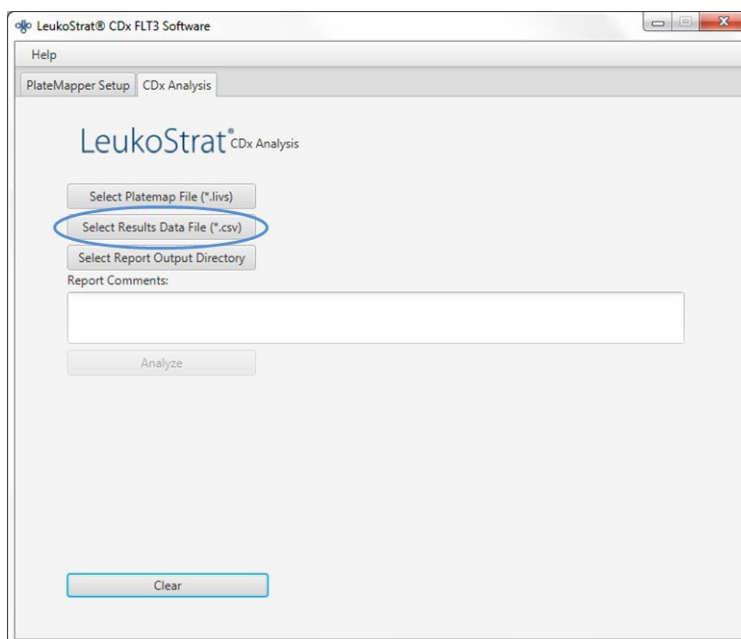 LeukoStrat® CDx FLT3 Software
Help
PlateMapper Setup CDx Analysis
LeukoStrat® CDx Analysis
Select Platemap File (*.livs)
Select Results Data File (*.csv)
Select Report Output Directory
Report Comments:
Analyze
Clear